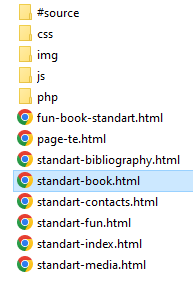 #source
css
img
js
php
fun-book-standart.html
page-te.html
standart-bibliography.html
standart-book.html
standart-contacts.html
standart-fun.html
standart-index.html
standart-media.html